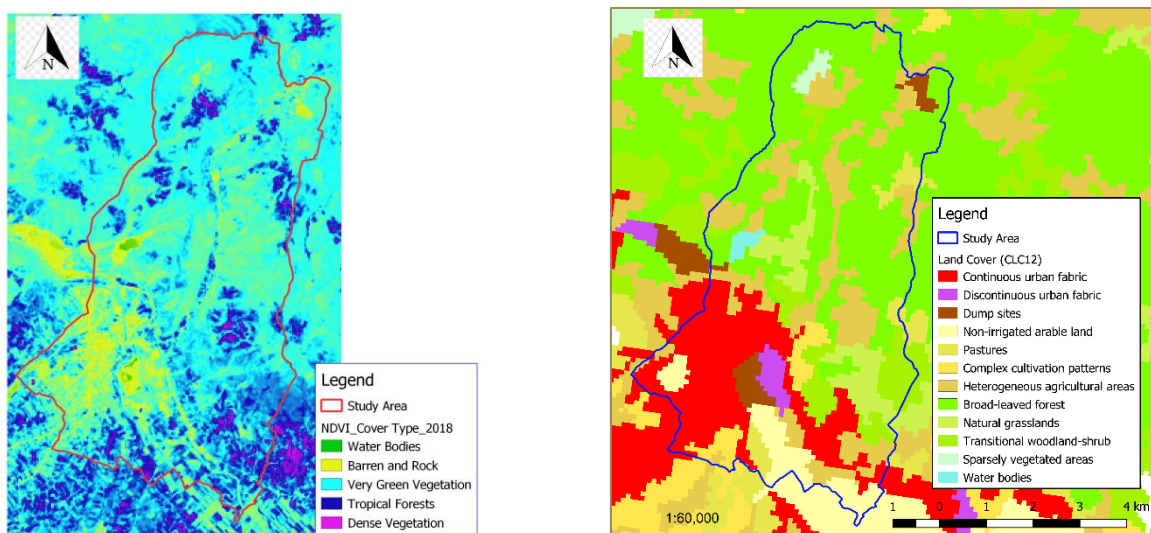 N
Legend
Study Area
NDVI_Cover Type_2018
Water Bodies
Barren and Rock
Very Green Vegetation
Tropical Forests
Dense Vegetation
N
Legend
Study Area
Land Cover (CLC12)
Continuous urban fabric
Discontinuous urban fabric
Dump sites
Non-irrigated arable land
Pastures
Complex cultivation patterns
Heterogeneous agricultural areas
Broad-leaved forest
Natural grasslands
Transitional woodland-shrub
Sparsely vegetated areas
Water bodies
1:60,000
1 0 1 2 3 4 km